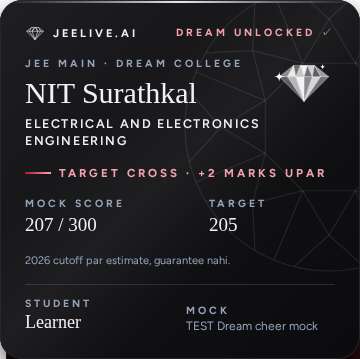 JEELIVE.AI
DREAM UNLOCKED ✓
JEE MAIN · DREAM COLLEGE
NIT Surathkal
ELECTRICAL AND ELECTRONICS
ENGINEERING
TARGET CROSS · +2 MARKS UPAR
MOCK SCORE
207 / 300
TARGET
205
2026 cutoff par estimate, guarantee nahi.
STUDENT
Learner
MOCK
TEST Dream cheer mock